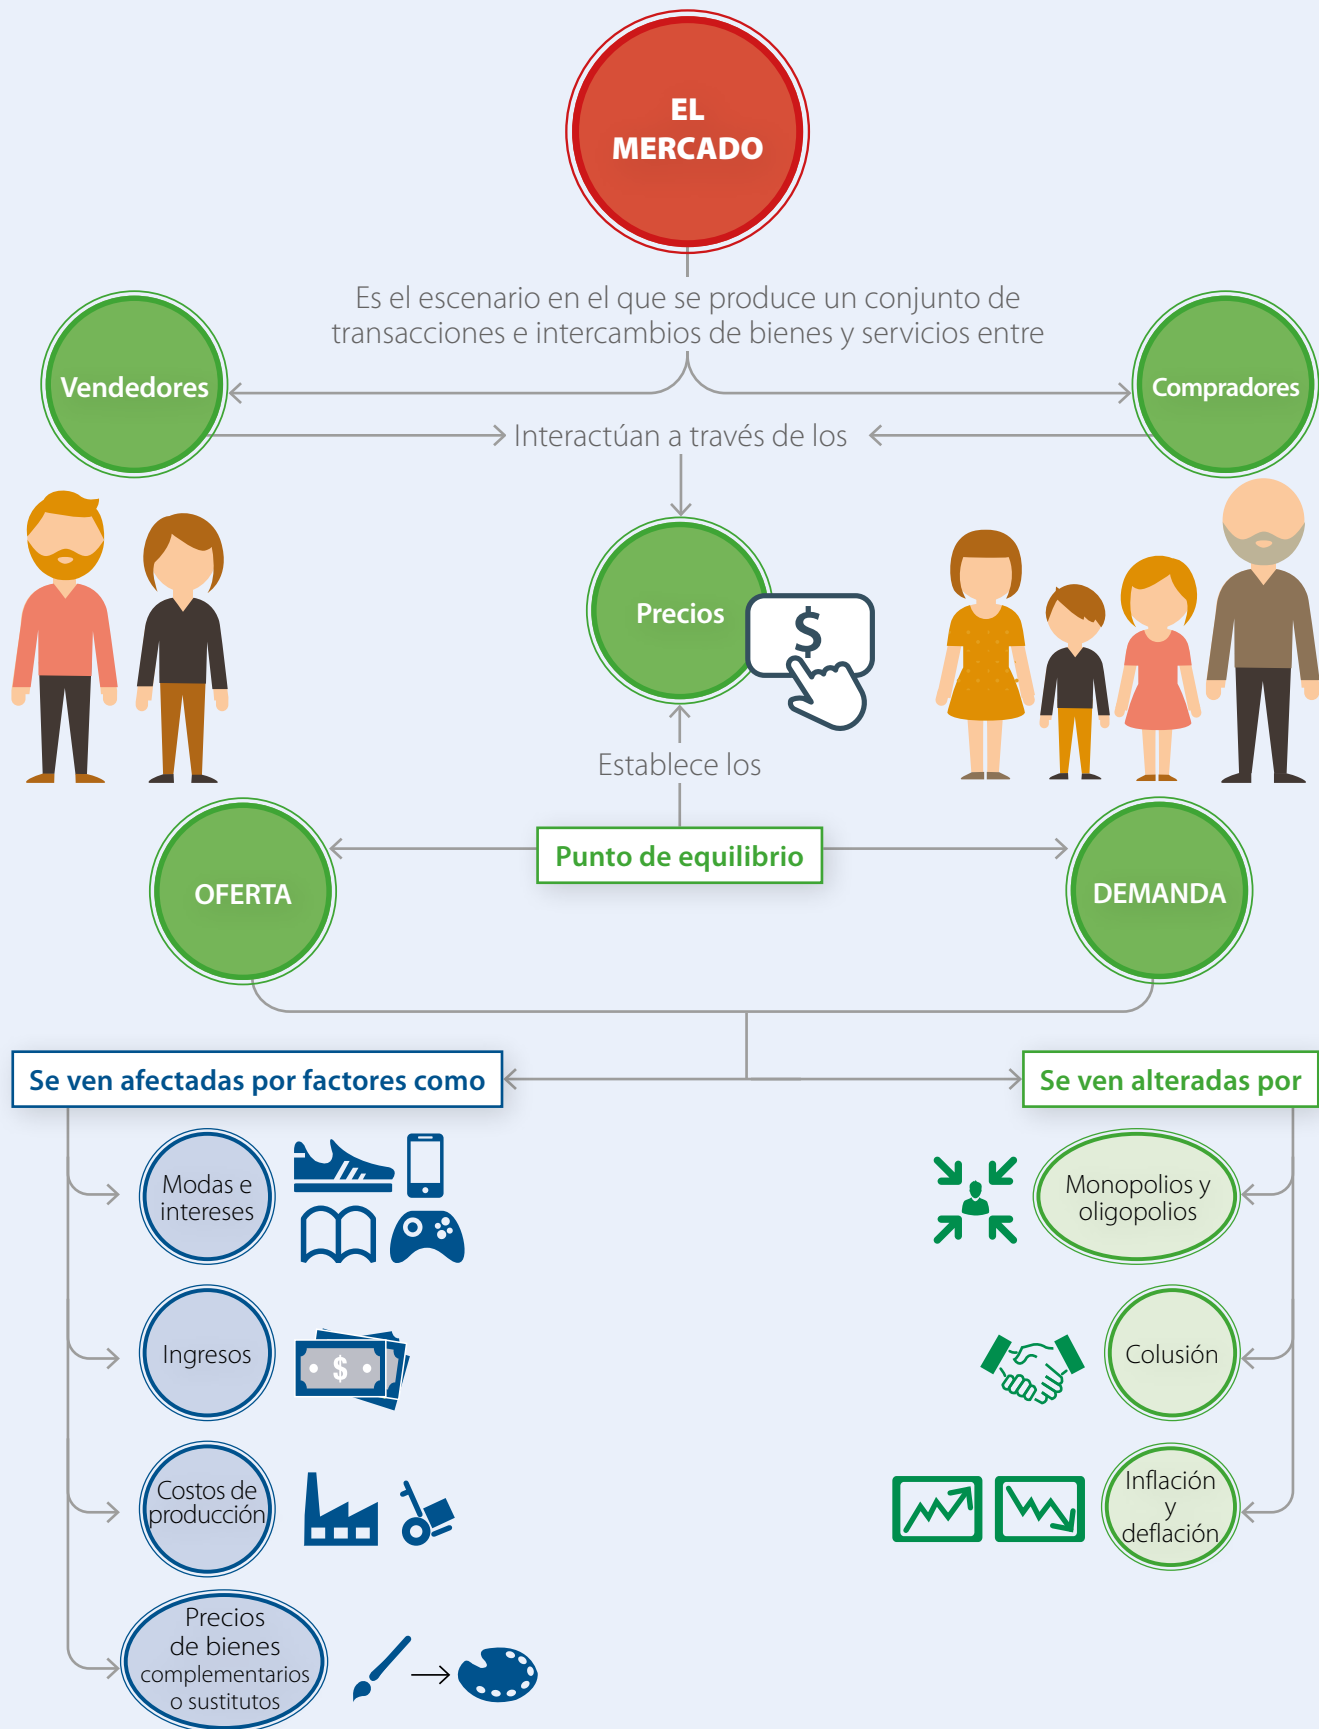 EL
MERCADO
Es el escenario en el que se produce un conjunto de
transacciones e intercambios de bienes y servicios entre
Vendedores
Compradores
Interactúan a través de los
Precios
$
Establece los
Punto de equilibrio
OFERTA
DEMANDA
Se ven afectadas por factores como
Se ven alteradas por
Modas e
intereses
Monopolios y
oligopolios
Ingresos
$
Colusión
Costos de
producción
Inflación
y
deflación
Precios
de bienes
complementarios
o sustitutos